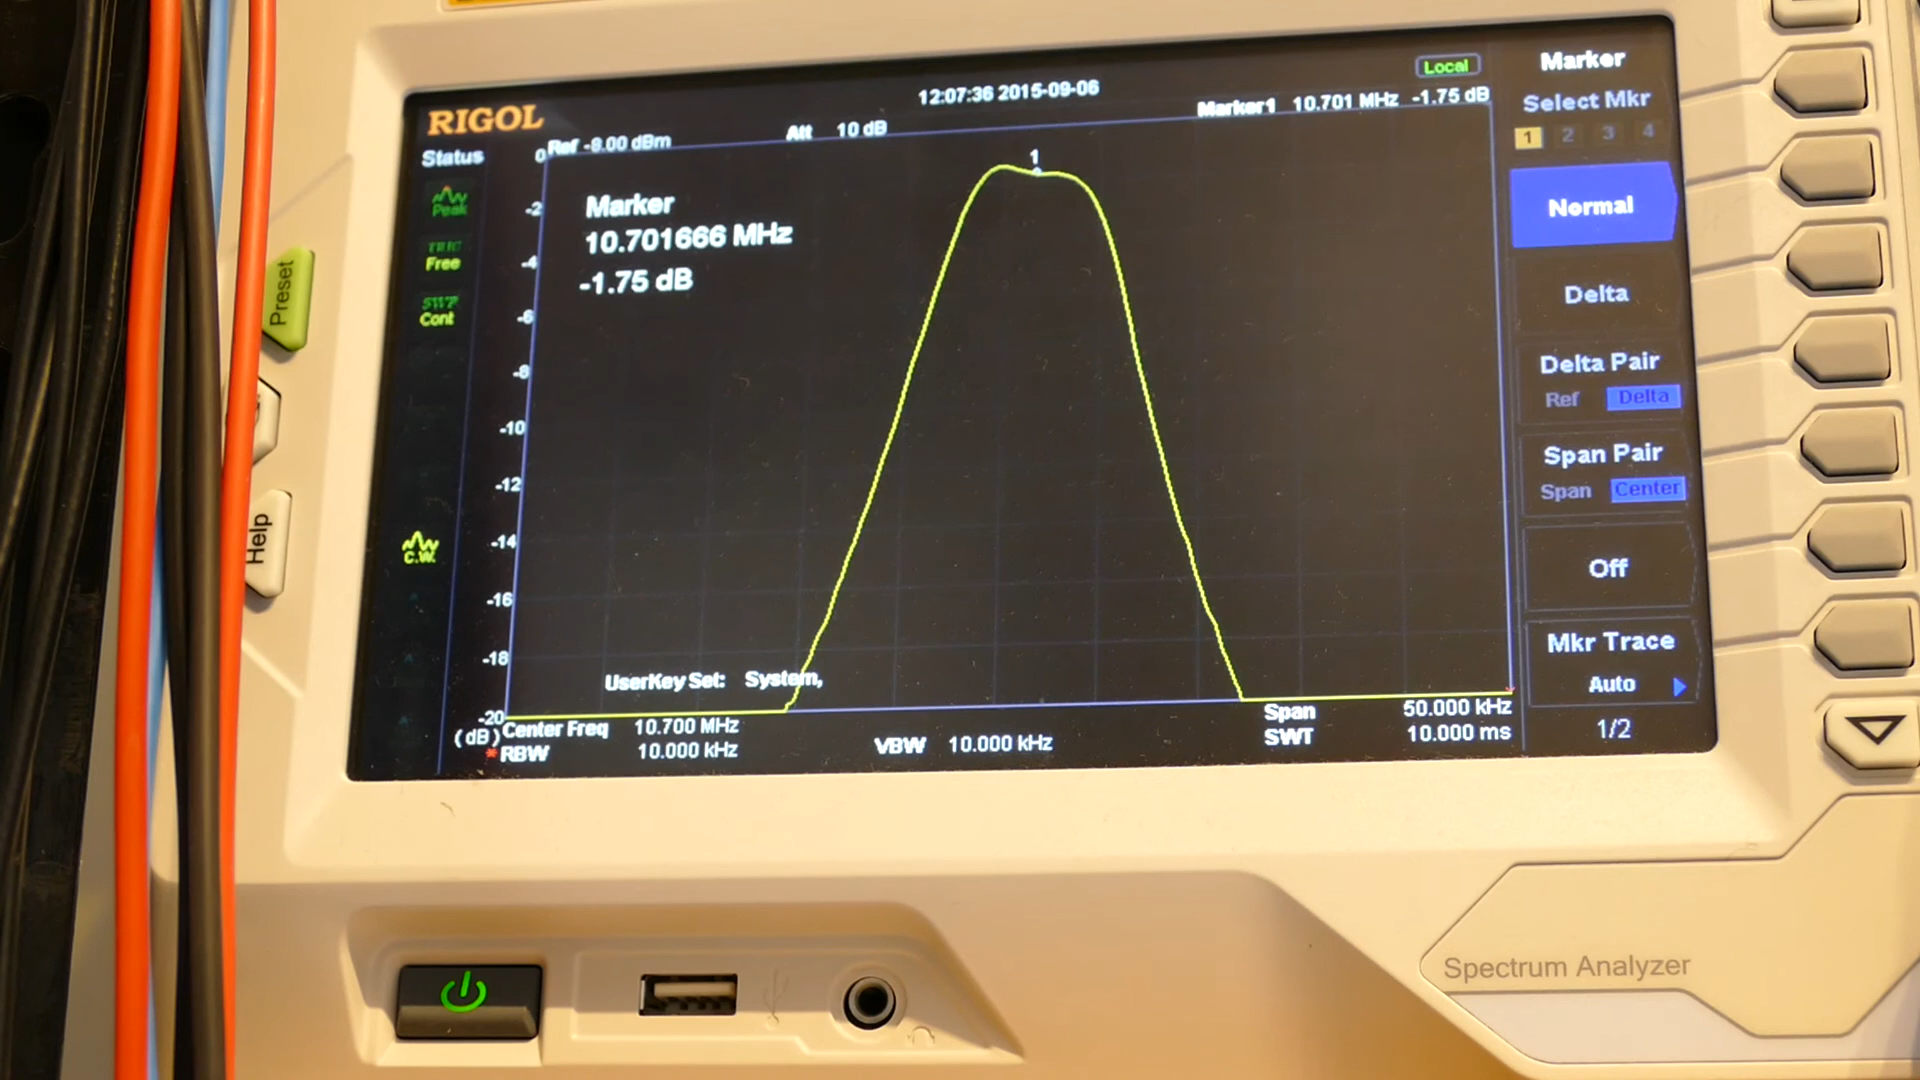 Local
Marker
12:07:36 2015-09-06
Marker1 10.701 MHz -1.75 dB
Select Mkr
RIGOL
Ref -8.00 dBm
Att 10 dB
1 2 3 4
Status
0
1
Peak
-2
Marker
Normal
10.701666 MHz
TRIG
Free
-4
-1.75 dB
Delta
Preset
SWP
Cont
-6
Delta Pair
-8
Ref Delta
-10
Span Pair
-12
Span Center
Help
C.W.
-14
Off
-16
Mkr Trace
-18
UserKey Set: System,
Auto
-20
(dB)
Center Freq 10.700 MHz
Span 50.000 kHz
1/2
*RBW 10.000 kHz
VBW 10.000 kHz
SWT 10.000 ms
Spectrum Analyzer